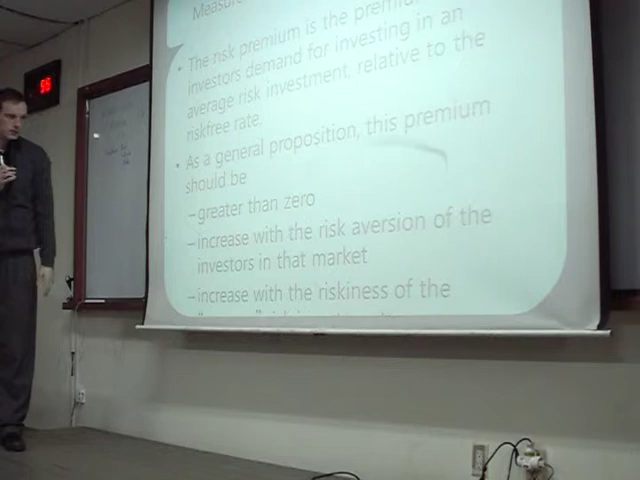 Measure
• The risk premium is the premium
investors demand for investing in an
average risk investment, relative to the
riskfree rate.
• As a general proposition, this premium
should be
–greater than zero
–increase with the risk aversion of the
investors in that market
–increase with the riskiness of the